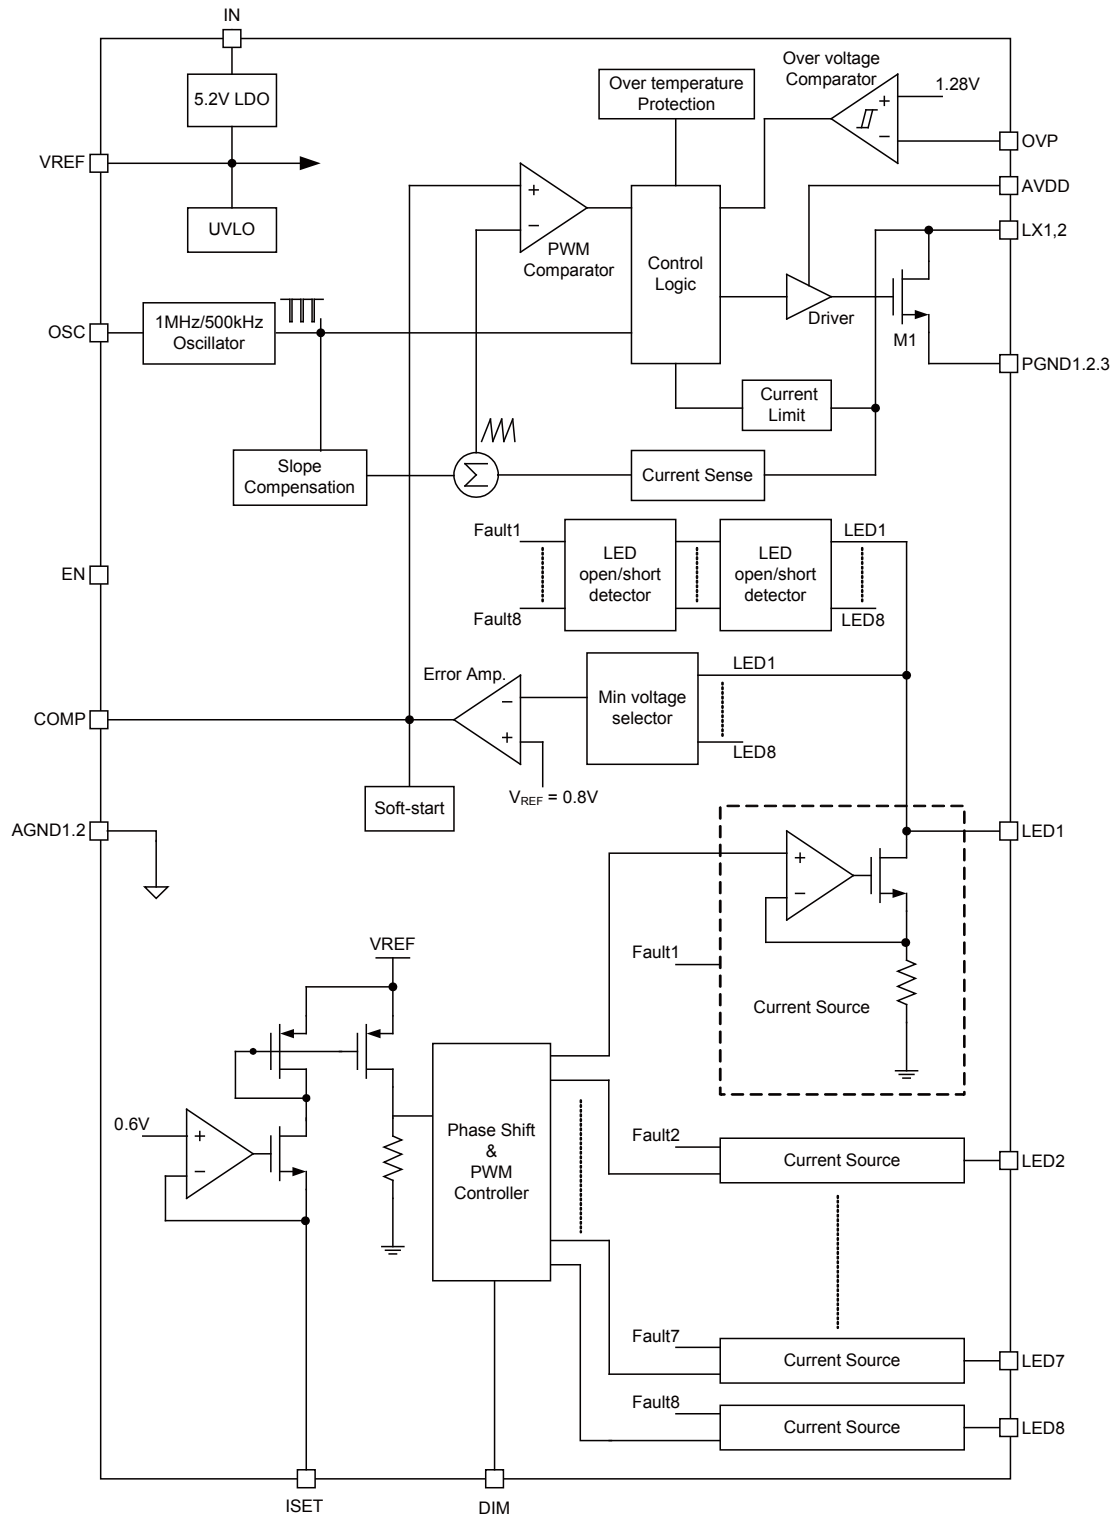 IN
5.2V LDO
VREF
UVLO
Over temperature
Protection
Over voltage
Comparator
1.28V
+
−
OVP
AVDD
LX1,2
+
−
PWM
Comparator
Control
Logic
Driver
M1
OSC
1MHz/500kHz
Oscillator
PGND1.2.3
Current
Limit
Slope
Compensation
Σ
Current Sense
Fault1
LED
open/short
detector
LED
open/short
detector
LED1
Fault8
LED8
EN
Error Amp.
−
+
Min voltage
selector
LED1
LED8
COMP
VREF = 0.8V
Soft-start
AGND1.2
LED1
+
−
Fault1
Current Source
VREF
0.6V
+
−
Phase Shift
&
PWM
Controller
Fault2
Current Source
LED2
Fault7
Current Source
LED7
Fault8
Current Source
LED8
ISET
DIM